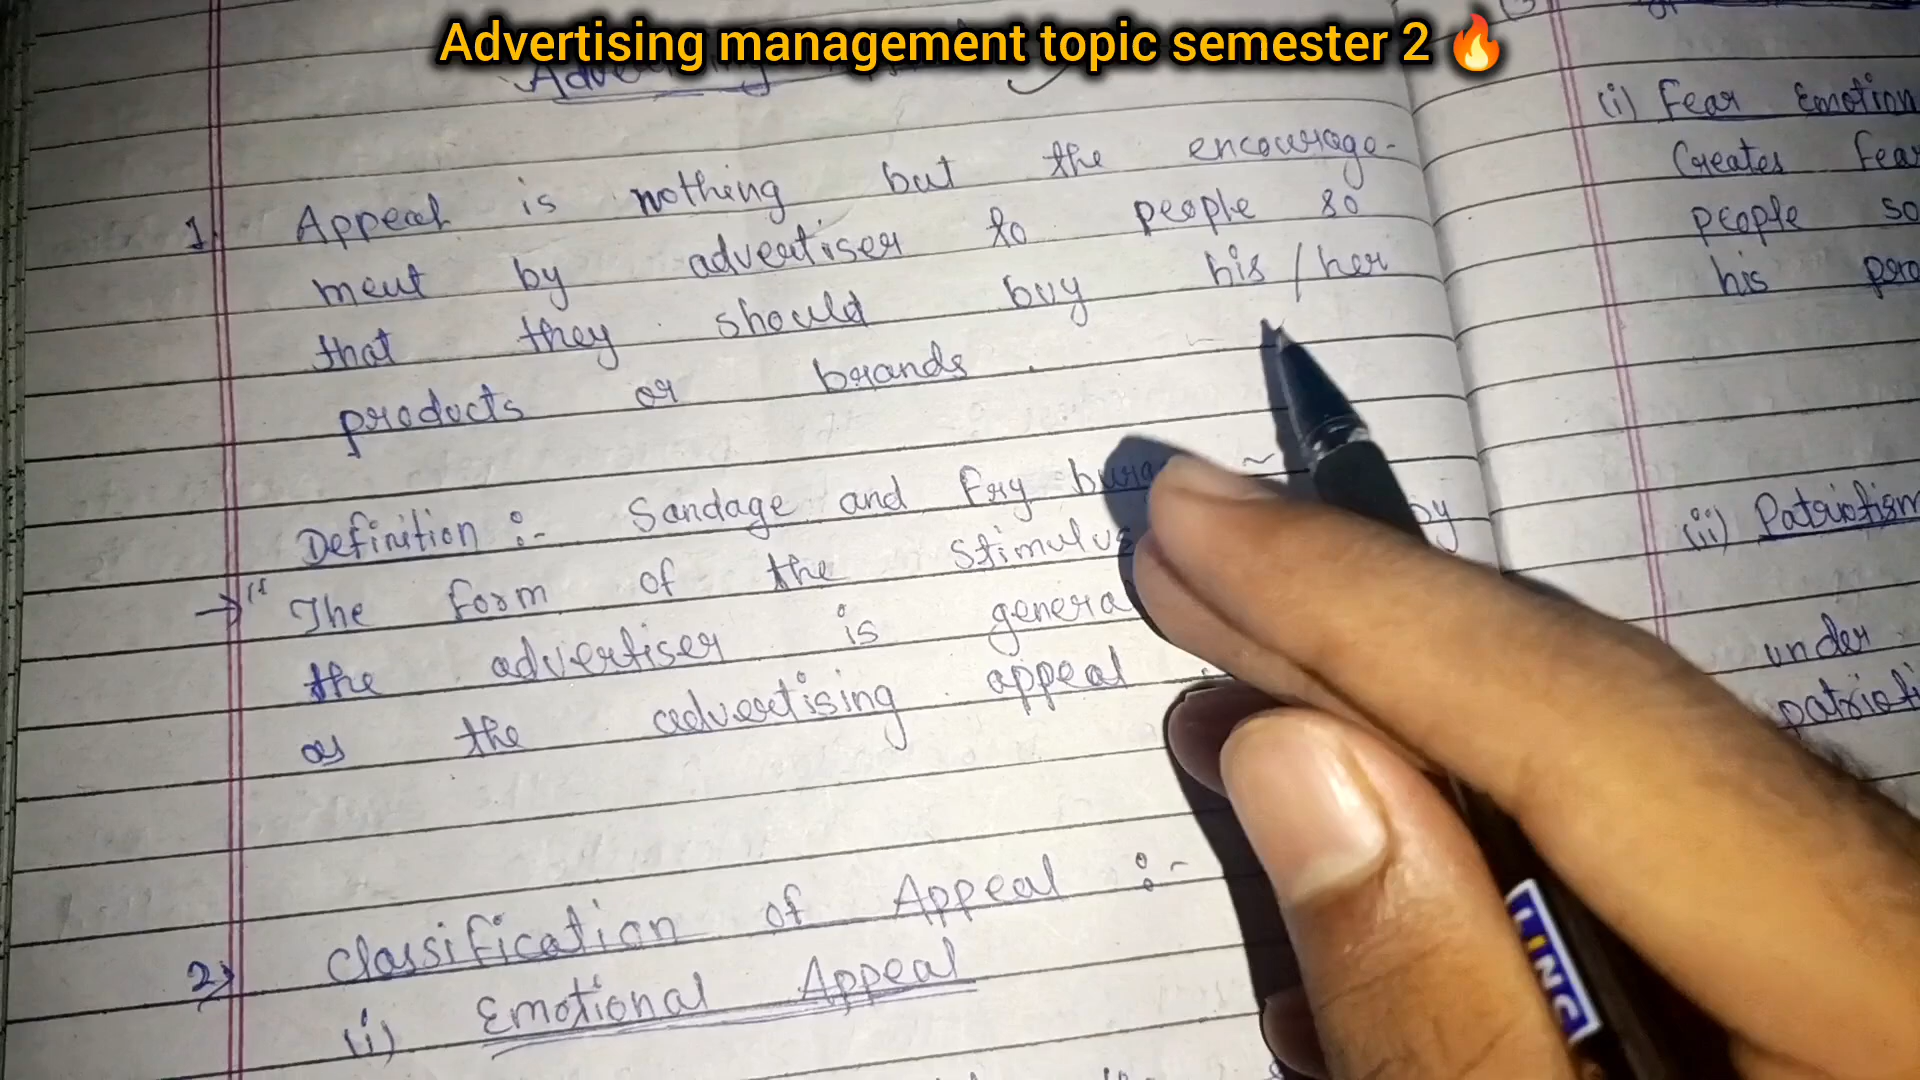 Advertising management topic semester 2 🔥
1. Appeal is nothing but the encourage-
ment by advertiser to people so
that they should buy his / her
products or brands.
Definition :- Sandage and Fry
→ " The form of the stimulus by
the advertiser is
as the advertising appeal
2) Classification of Appeal :-
(i) Emotional Appeal
(i) Fear Emotion
Creates fear
people so
his
(ii) Patriotism
under
LINC